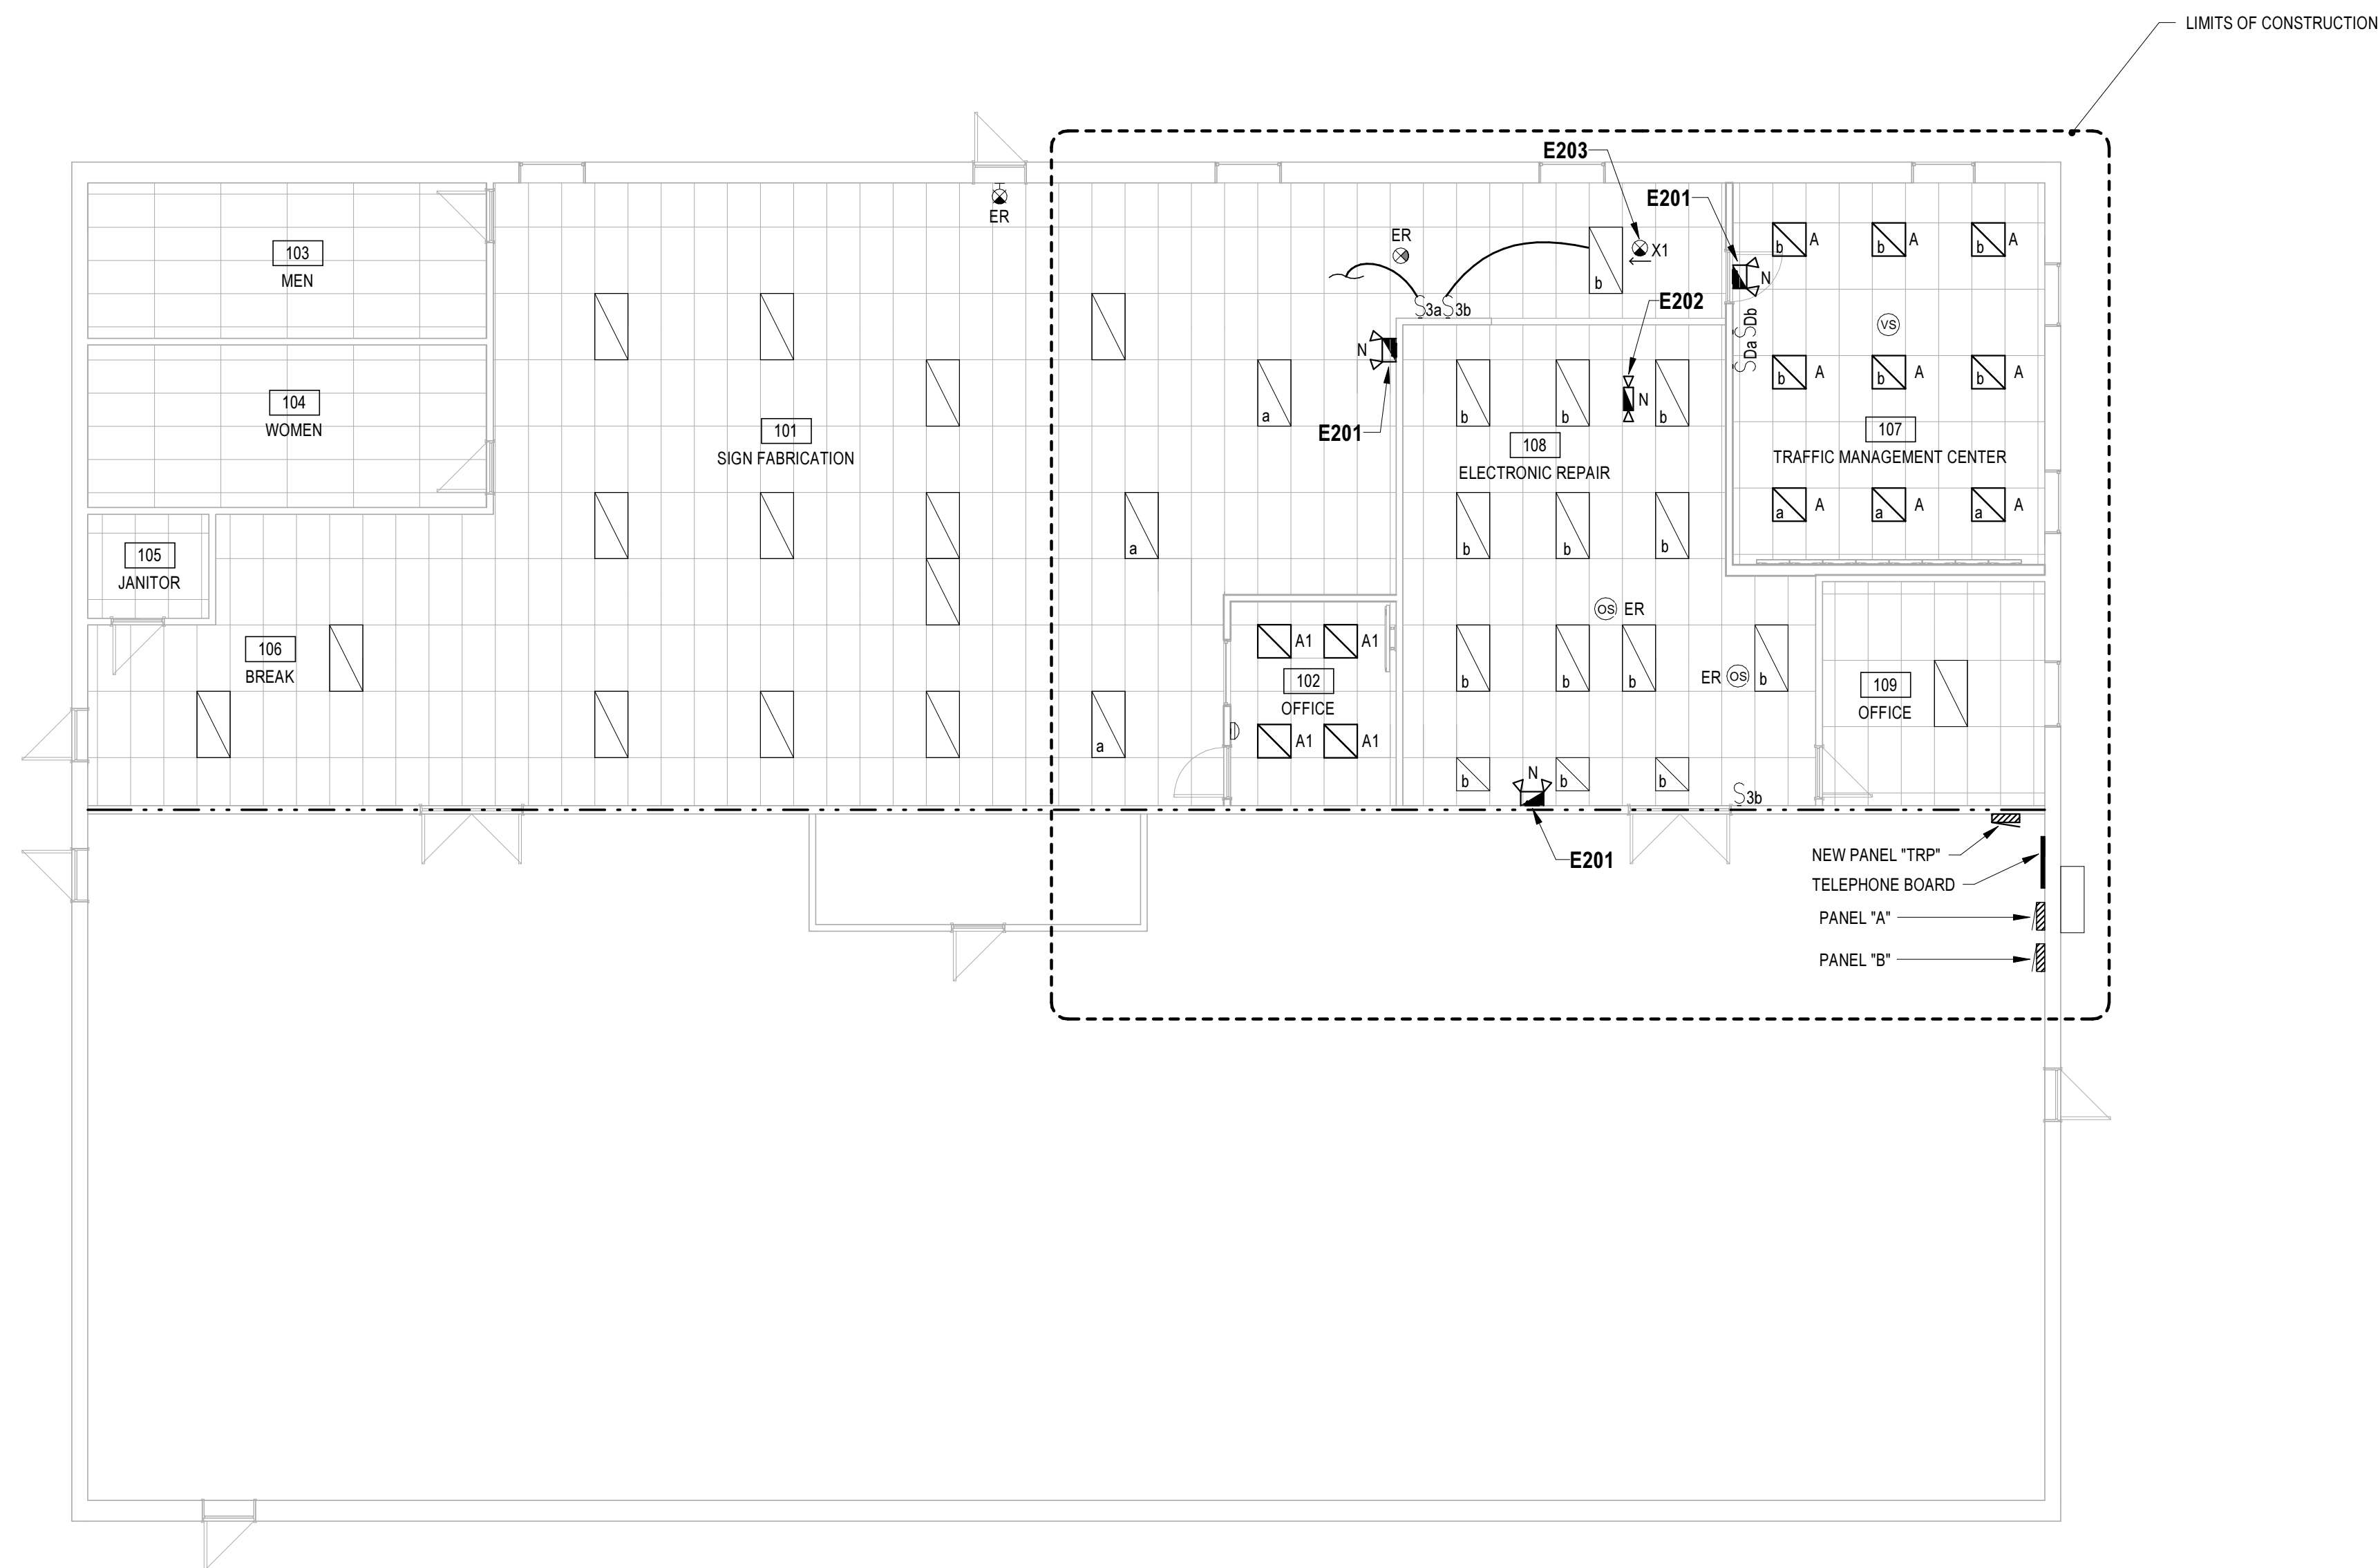 LIMITS OF CONSTRUCTION
E203
E201
ER
ER
X1
N
b
E202
S3a S3b
b A b A b A
VS
SDa SDb
103
MEN
N
E201
a
b b b
N
b A b A b A
104
WOMEN
101
SIGN FABRICATION
108
ELECTRONIC REPAIR
107
TRAFFIC MANAGEMENT CENTER
a
b b b
a A a A a A
105
JANITOR
OS ER
106
BREAK
A1 A1
102
OFFICE
b b b b
ER OS
109
OFFICE
a
A1 A1
b b b
N
S3b
E201
NEW PANEL "TRP"
TELEPHONE BOARD
PANEL "A"
PANEL "B"